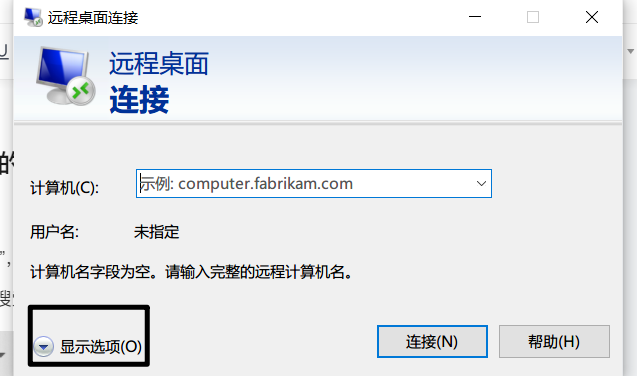 远程桌面连接
远程桌面
连接
计算机(C):
示例: computer.fabrikam.com
用户名:
未指定
计算机名字段为空。请输入完整的远程计算机名。
显示选项(O)
连接(N)
帮助(H)
U
的
”,